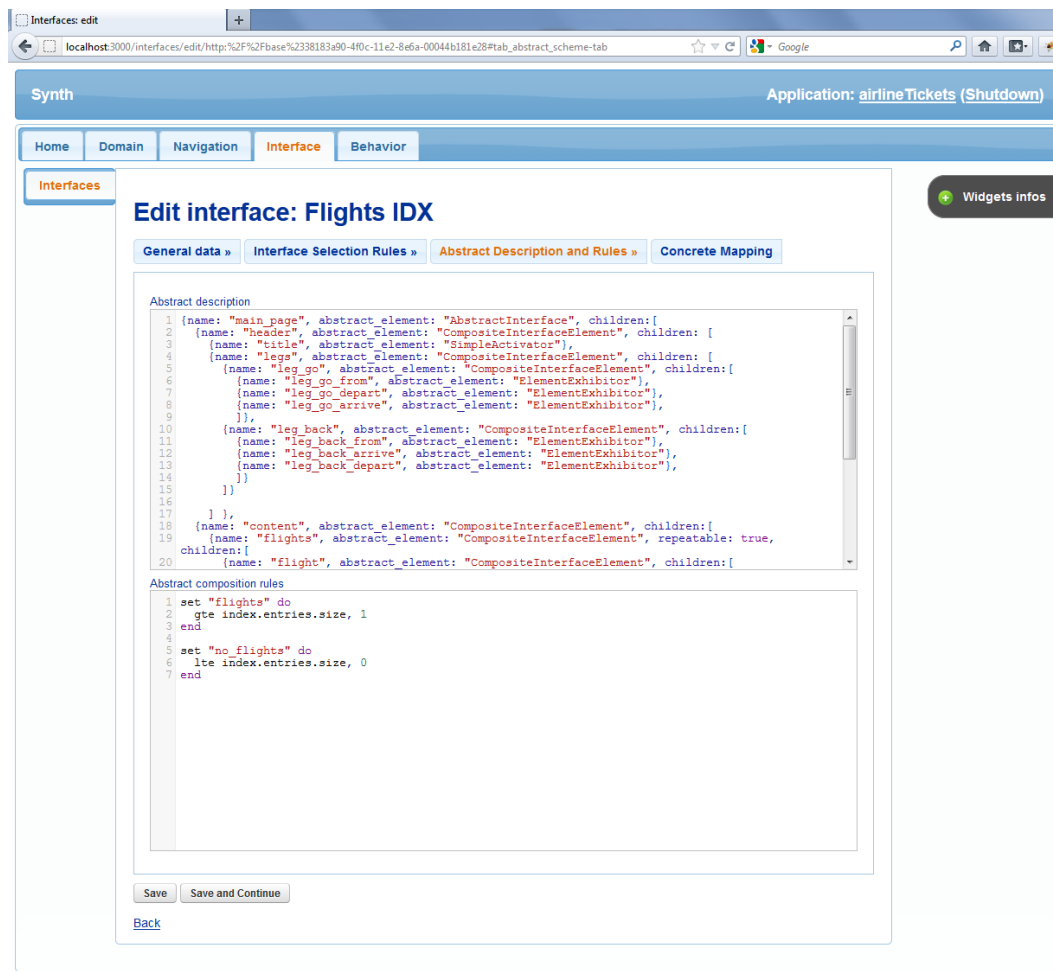 Interfaces: edit
+
localhost:3000/interfaces/edit/http:%2F%2Fbase%2338183a90-4f0c-11e2-8e6a-00044b181e28#tab_abstract_scheme-tab
Google
Synth
Application: airlineTickets (Shutdown)
Home Domain Navigation Interface Behavior
Interfaces
Widgets infos
Edit interface: Flights IDX
General data » Interface Selection Rules » Abstract Description and Rules » Concrete Mapping
Abstract description
1 {name: "main_page", abstract_element: "AbstractInterface", children:[
2   {name: "header", abstract_element: "CompositeInterfaceElement", children: [
3     {name: "title", abstract_element: "SimpleActivator"},
4     {name: "legs", abstract_element: "CompositeInterfaceElement", children: [
5       {name: "leg_go", abstract_element: "CompositeInterfaceElement", children:[
6         {name: "leg_go_from", abstract_element: "ElementExhibitor"},
7         {name: "leg_go_depart", abstract_element: "ElementExhibitor"},
8         {name: "leg_go_arrive", abstract_element: "ElementExhibitor"},
9         ]},
10       {name: "leg_back", abstract_element: "CompositeInterfaceElement", children:[
11         {name: "leg_back_from", abstract_element: "ElementExhibitor"},
12         {name: "leg_back_arrive", abstract_element: "ElementExhibitor"},
13         {name: "leg_back_depart", abstract_element: "ElementExhibitor"},
14         ]}
15       ]}
16
17     ] },
18   {name: "content", abstract_element: "CompositeInterfaceElement", children:[
19     {name: "flights", abstract_element: "CompositeInterfaceElement", repeatable: true,
children:[
20       {name: "flight", abstract_element: "CompositeInterfaceElement", children:[
Abstract composition rules
1 set "flights" do
2   gte index.entries.size, 1
3 end
4
5 set "no_flights" do
6   lte index.entries.size, 0
7 end
Save Save and Continue
Back